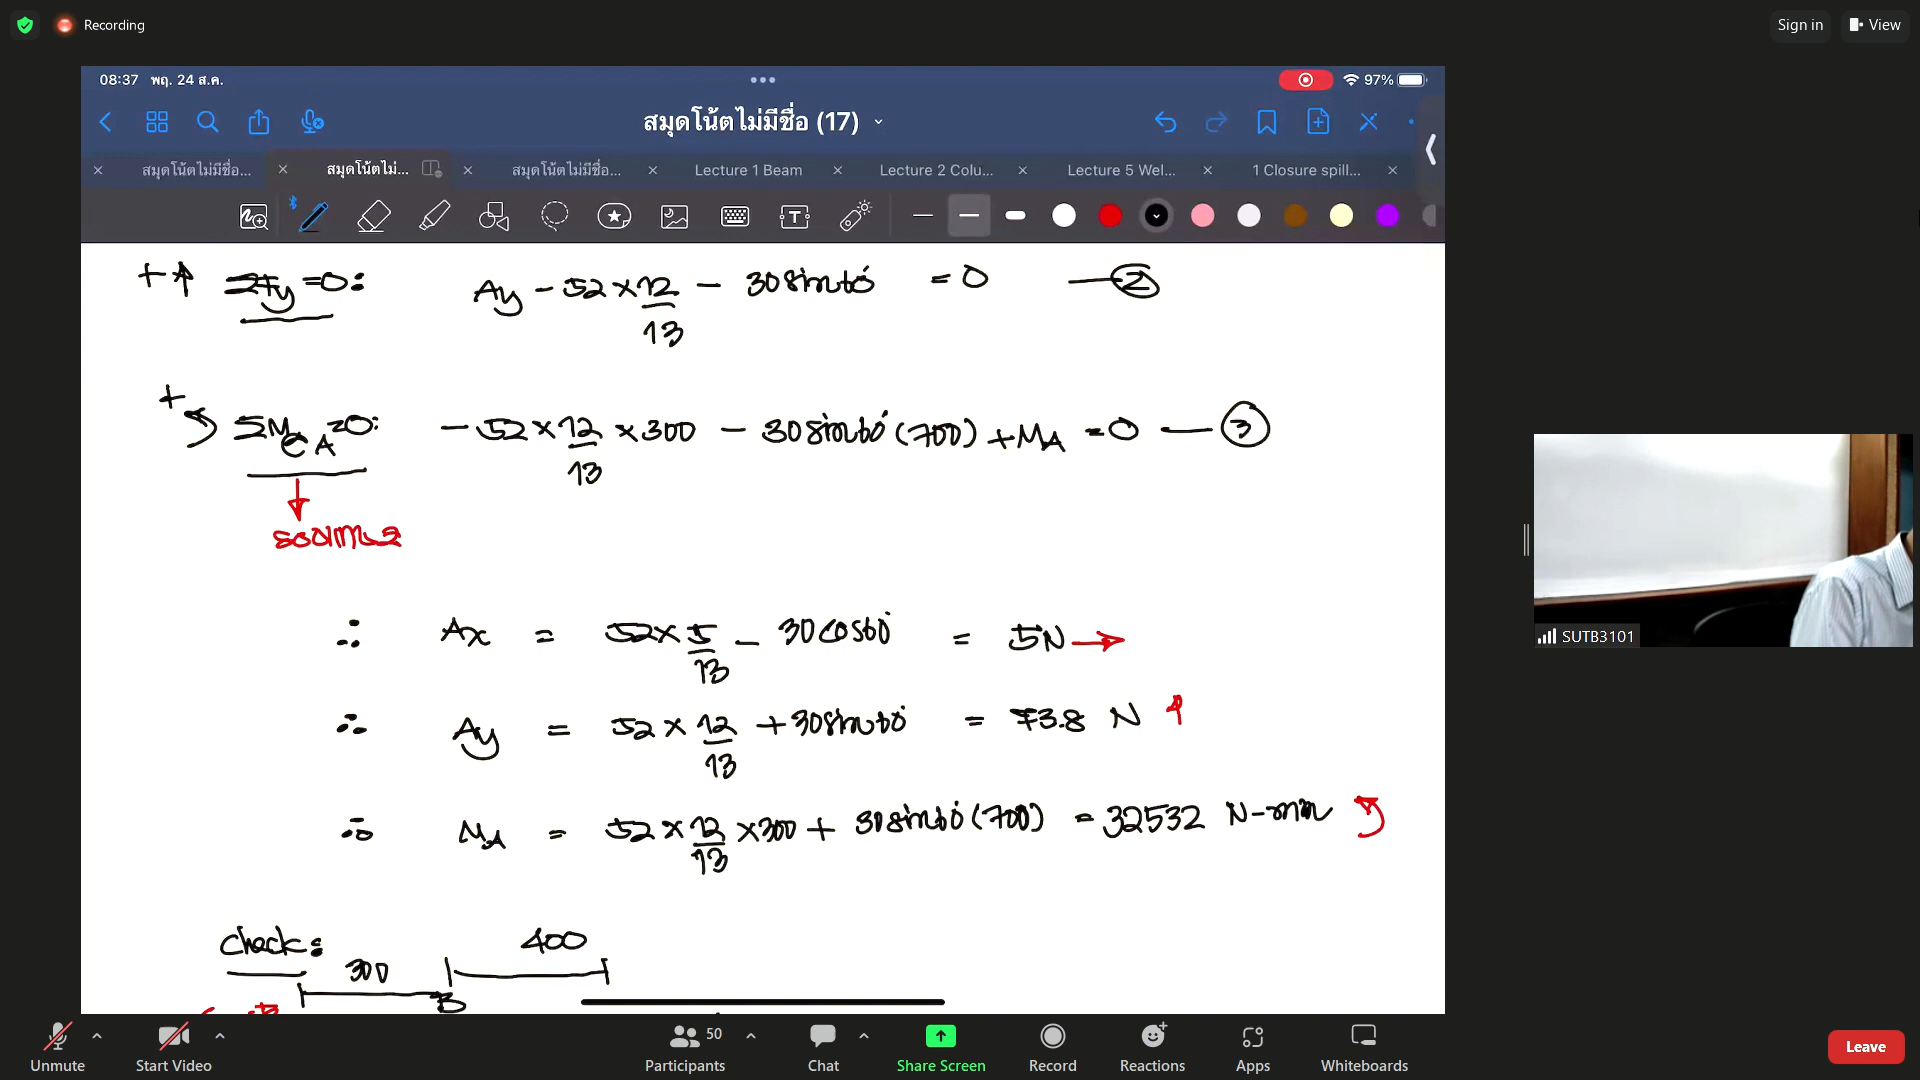 Recording
Sign in View
08:37 พฤ. 24 ส.ค. 97%
สมุดโน้ตไม่มีชื่อ (17)
สมุดโน้ตไม่มีชื่อ... สมุดโน้ตไม่... สมุดโน้ตไม่มีชื่อ... Lecture 1 Beam Lecture 2 Colu... Lecture 5 Wel... 1 Closure spill...
+↑ ΣFy = 0: Ay - 52 × 12/13 - 30 sin 60° = 0 — ②
+ ΣM@A = 0: - 52 × 12/13 × 300 - 30 sin 60° (700) + MA = 0 — ③
∴ Ax = 52 × 5/13 - 30 cos 60° = 5 N →
∴ Ay = 52 × 12/13 + 30 sin 60° = 73.8 N ↑
∴ MA = 52 × 12/13 × 300 + 30 sin 60° (700) = 32532 N-mm
check:
400
300
B
SUTB3101
Unmute Start Video Participants 50 Chat Share Screen Record Reactions Apps Whiteboards Leave